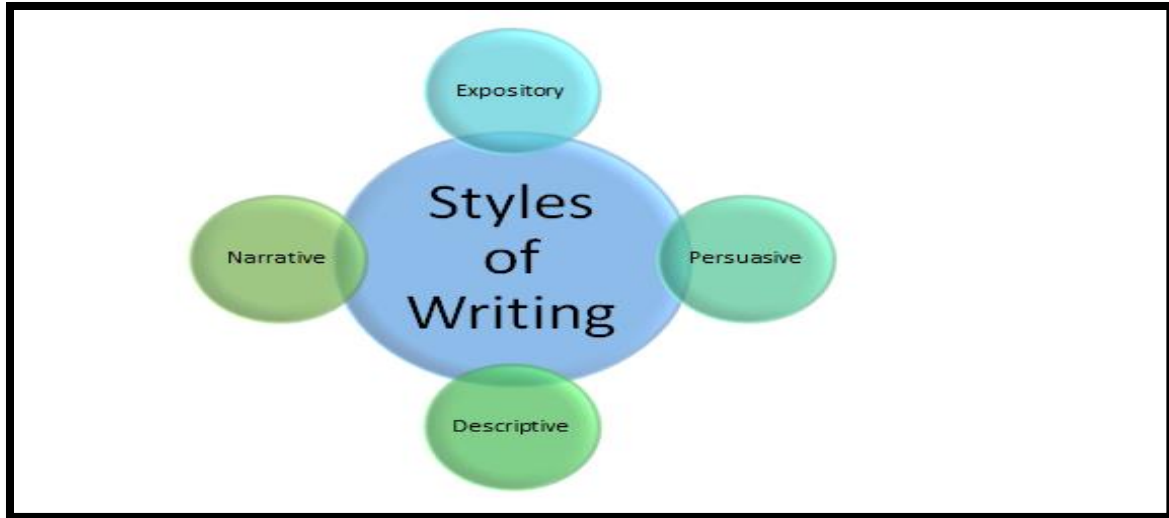 Expository
Styles
of
Writing
Narrative
Persuasive
Descriptive